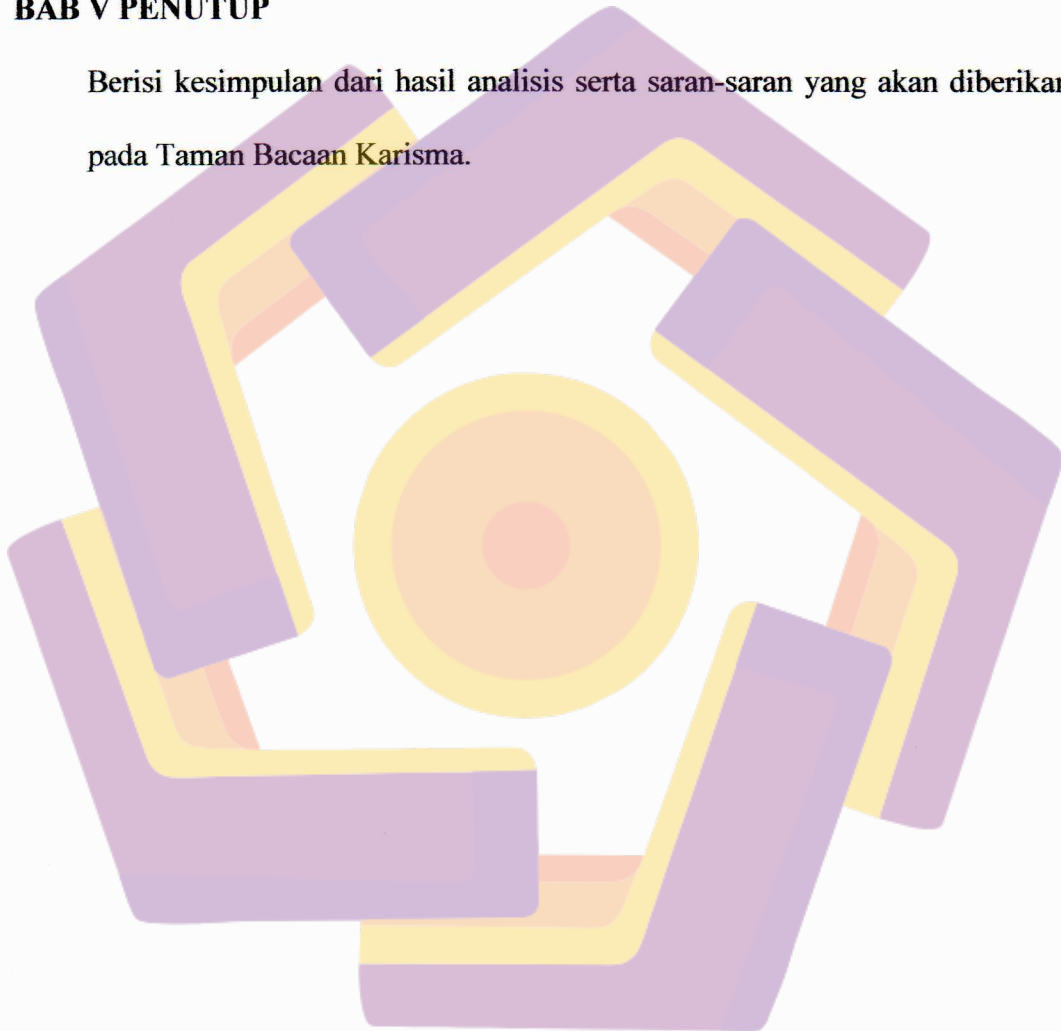 BAB V PENUTUP
Berisi kesimpulan dari hasil analisis serta saran-saran yang akan diberikan
pada Taman Bacaan Karisma.